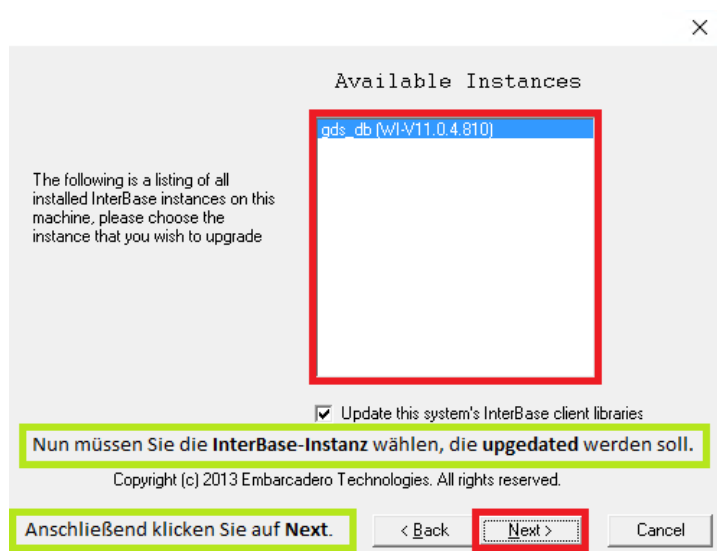 Available Instances
gds_db (WI-V11.0.4.810)
The following is a listing of all
installed InterBase instances on this
machine, please choose the
instance that you wish to upgrade
Update this system's InterBase client libraries
Nun müssen Sie die InterBase-Instanz wählen, die upgedated werden soll.
Copyright (c) 2013 Embarcadero Technologies. All rights reserved.
Anschließend klicken Sie auf Next.
< Back
Next >
Cancel